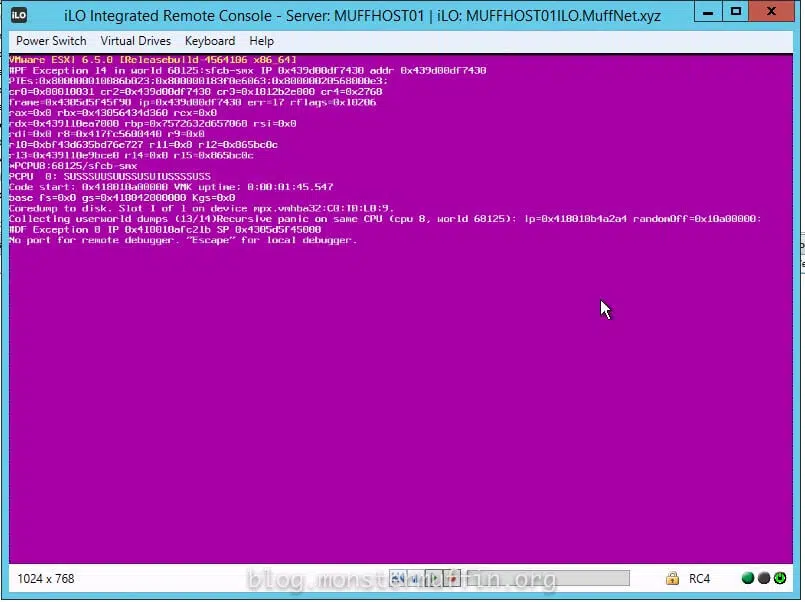 iLO
iLO Integrated Remote Console - Server: MUFFHOST01 | iLO: MUFFHOST01ILO.MuffNet.xyz
Power Switch Virtual Drives Keyboard Help
VMware ESXi 6.5.0 [Releasebuild-4564106 x86_64]
#PF Exception 14 in world 68125:sfcb-smx IP 0x439d00df7430 addr 0x439d00df7430
PTEs:0x800000010086b023;0x800000183f0e6063;0x80000020568000e3;
cr0=0x80010031 cr2=0x439d00df7430 cr3=0x1812b2e000 cr4=0x2768
frame=0x4305d5f45f90 ip=0x439d00df7430 err=17 rflags=0x10206
rax=0x0 rbx=0x43056434d360 rcx=0x0
rdx=0x439110ea7000 rbp=0x7572632d657068 rsi=0x0
rdi=0x0 r8=0x417fc5600440 r9=0x0
r10=0xbf43d635bd76e727 r11=0x0 r12=0x865bc0c
r13=0x439110e9bce0 r14=0x0 r15=0x865bc0c
*PCPU8:68125/sfcb-smx
PCPU 0: SUSSSUUSUUSSUSUIUSSSSUSS
Code start: 0x418010a00000 VMK uptime: 0:00:01:45.547
base fs=0x0 gs=0x418042000000 Kgs=0x0
Coredump to disk. Slot 1 of 1 on device mpx.vmhba32:C0:T0:L0:9.
Collecting userworld dumps (13/14)Recursive panic on same CPU (cpu 8, world 68125): ip=0x418010b4a2a4 randomOff=0x10a00000:
#DF Exception 8 IP 0x418010afc21b SP 0x4305d5f45000
No port for remote debugger. "Escape" for local debugger.
1024 x 768
blog.monstermuffin.org
RC4